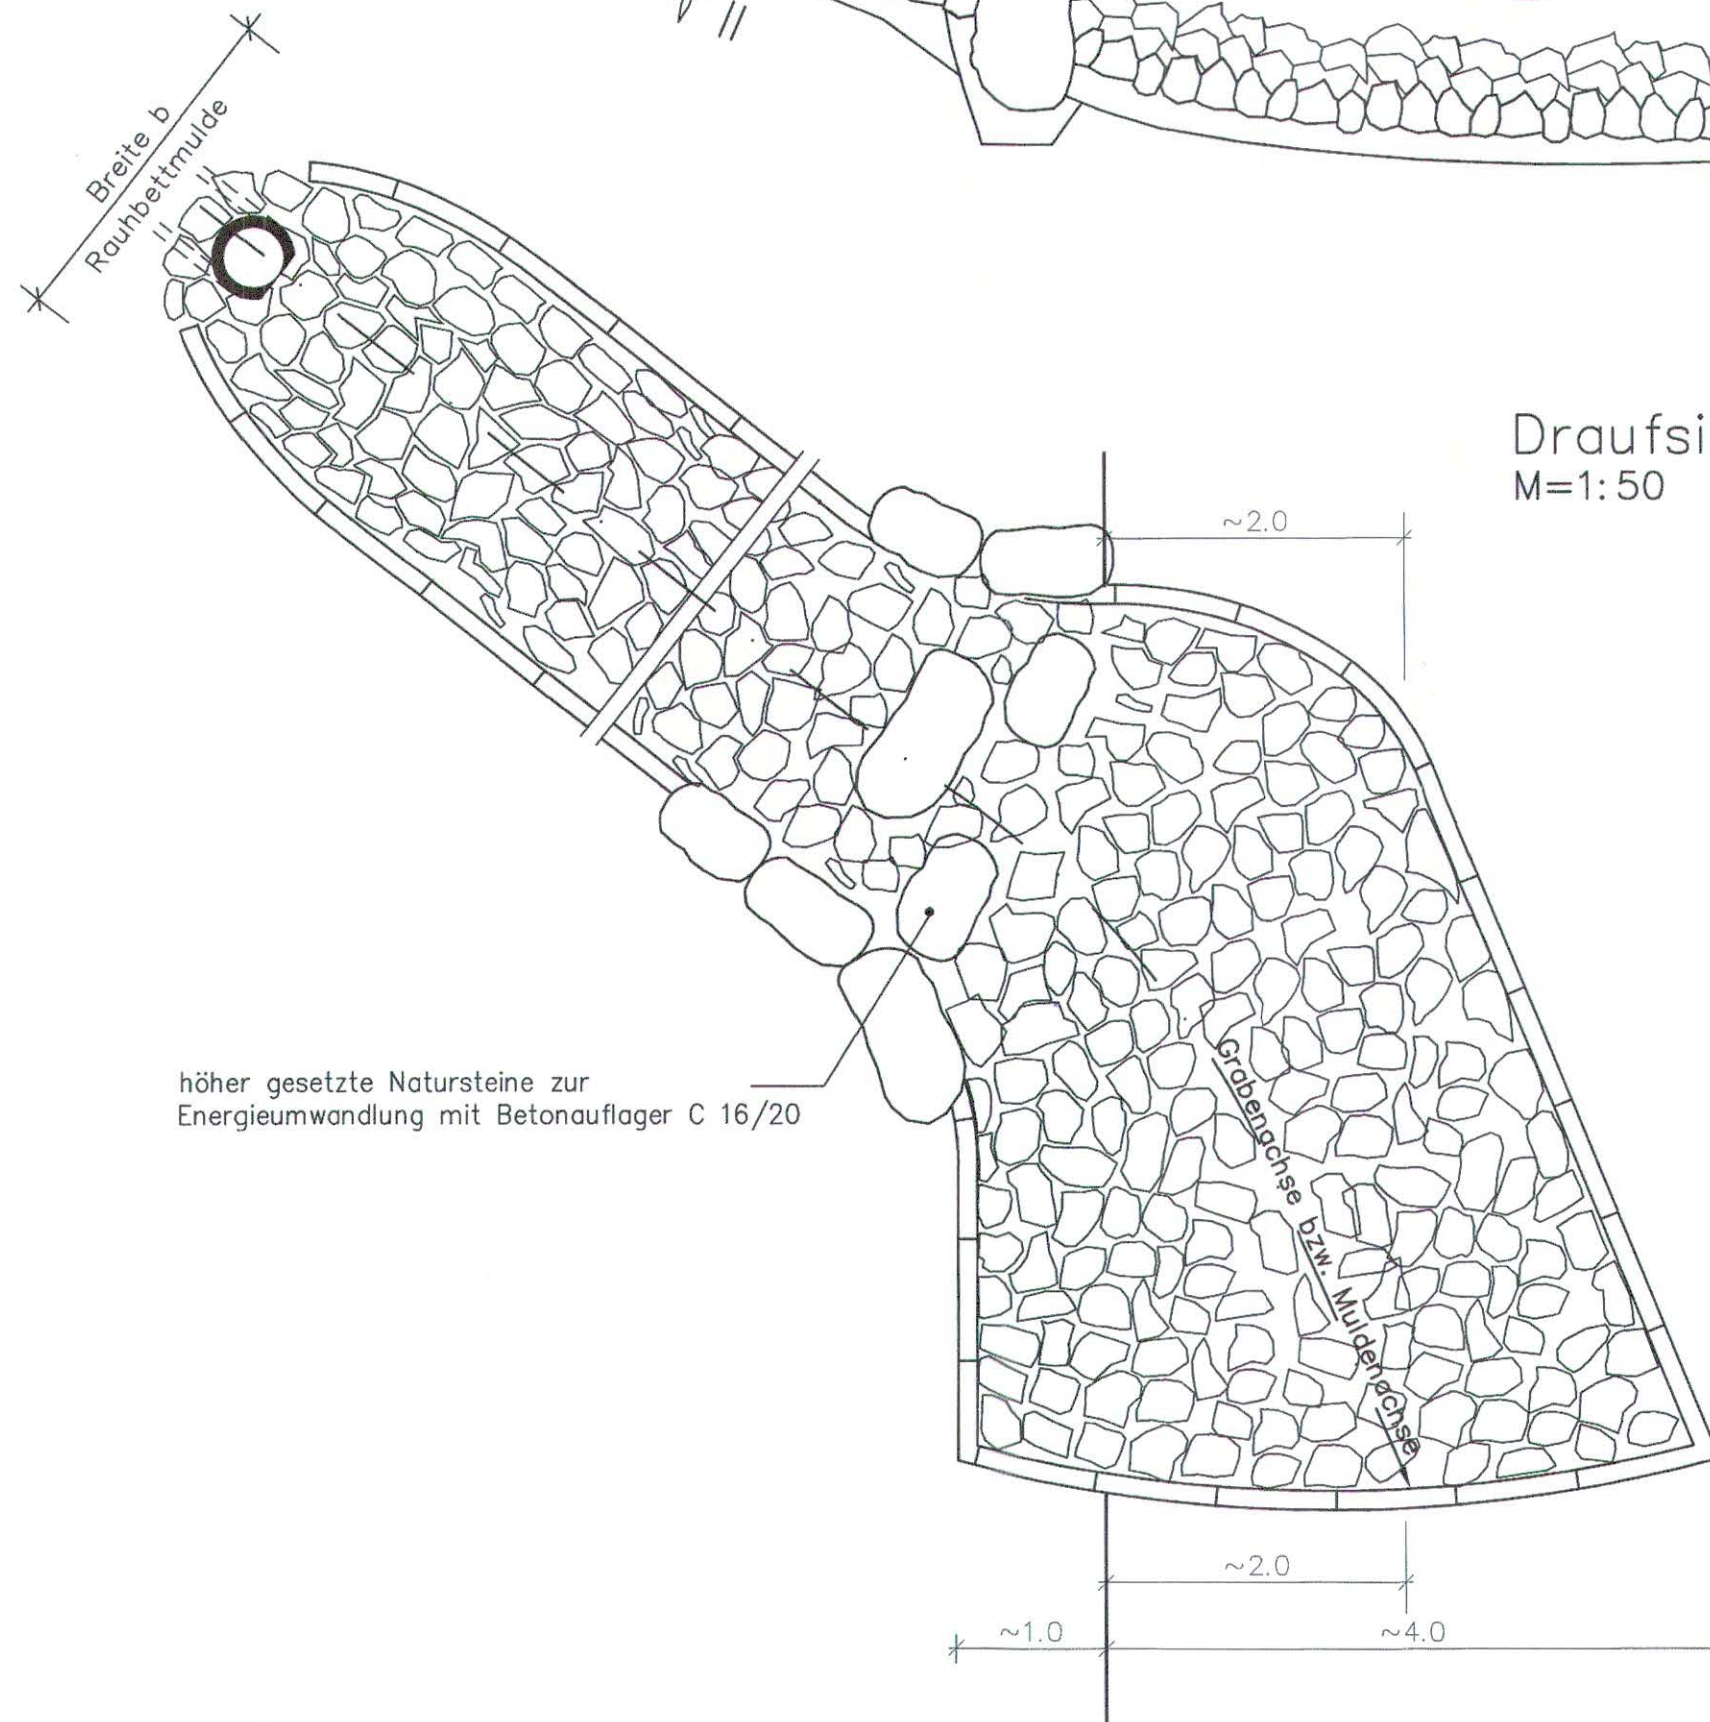 Breite b
Rauhbettmulde
Draufsi
M=1:50
~2.0
höher gesetzte Natursteine zur
Energieumwandlung mit Betonauflager C 16/20
Grabenachse bzw. Muldenachse
~2.0
~1.0
~4.0